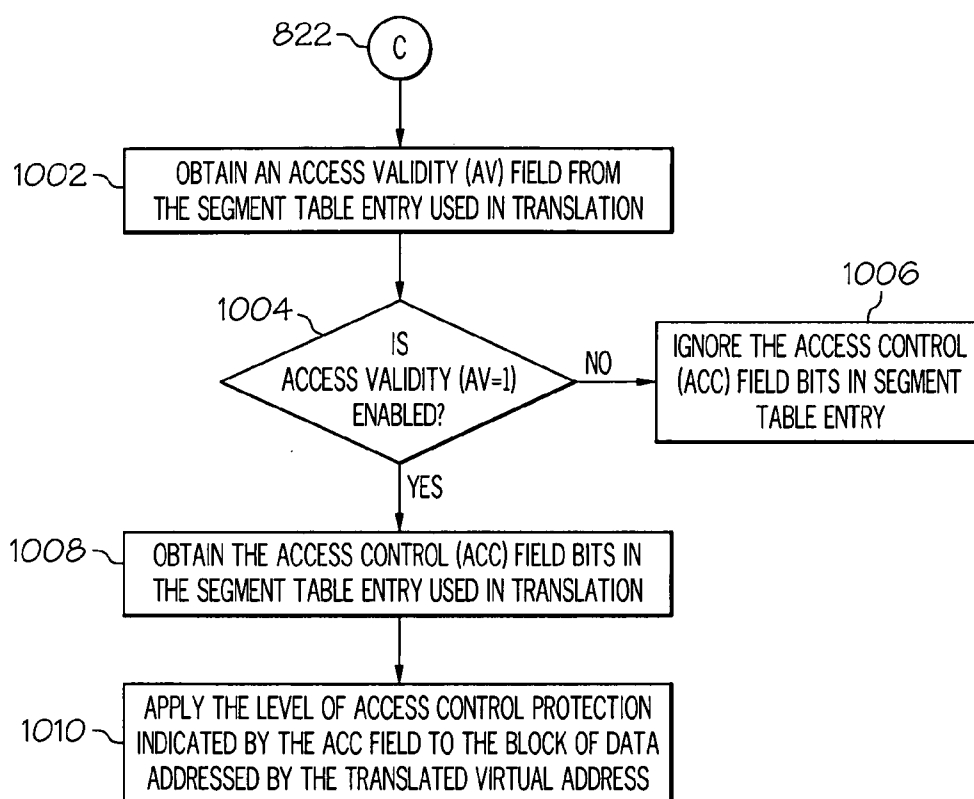 822
C
1002
OBTAIN AN ACCESS VALIDITY (AV) FIELD FROM
THE SEGMENT TABLE ENTRY USED IN TRANSLATION
1004
IS
ACCESS VALIDITY (AV=1)
ENABLED?
NO
1006
IGNORE THE ACCESS CONTROL
(ACC) FIELD BITS IN SEGMENT
TABLE ENTRY
YES
1008
OBTAIN THE ACCESS CONTROL (ACC) FIELD BITS IN
THE SEGMENT TABLE ENTRY USED IN TRANSLATION
1010
APPLY THE LEVEL OF ACCESS CONTROL PROTECTION
INDICATED BY THE ACC FIELD TO THE BLOCK OF DATA
ADDRESSED BY THE TRANSLATED VIRTUAL ADDRESS